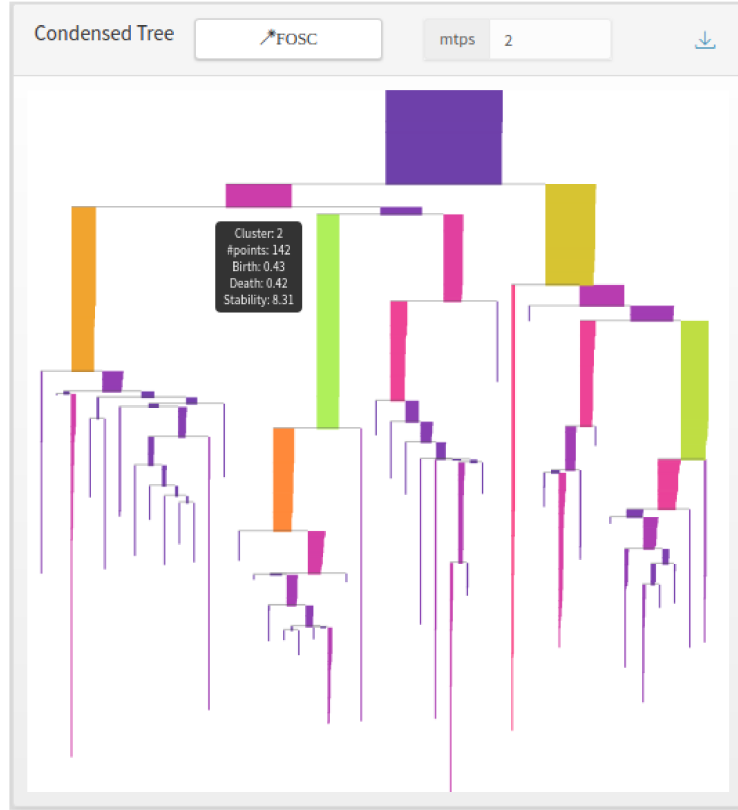 Condensed Tree
FOSC
mtps
2
Cluster: 2
#points: 142
Birth: 0.43
Death: 0.42
Stability: 8.31